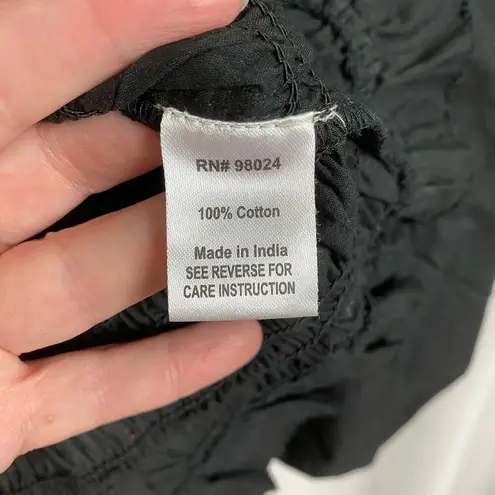 RN# 98024
100% Cotton
Made in India
SEE REVERSE FOR
CARE INSTRUCTION